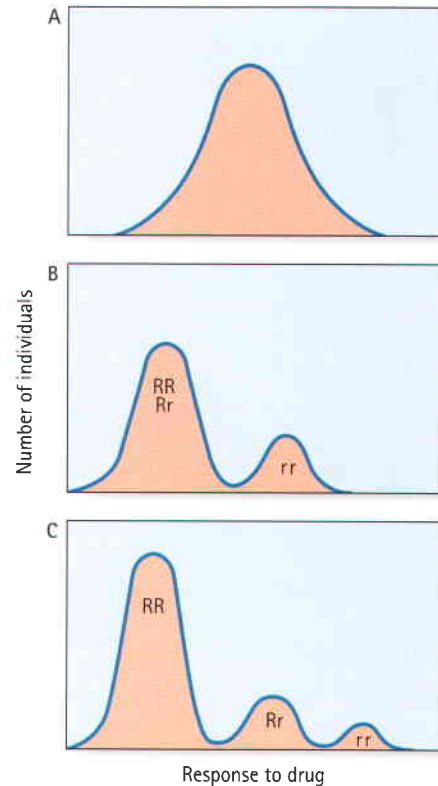 A
B
Number of individuals
RR
Rr
rr
C
RR
Rr
rr
Response to drug